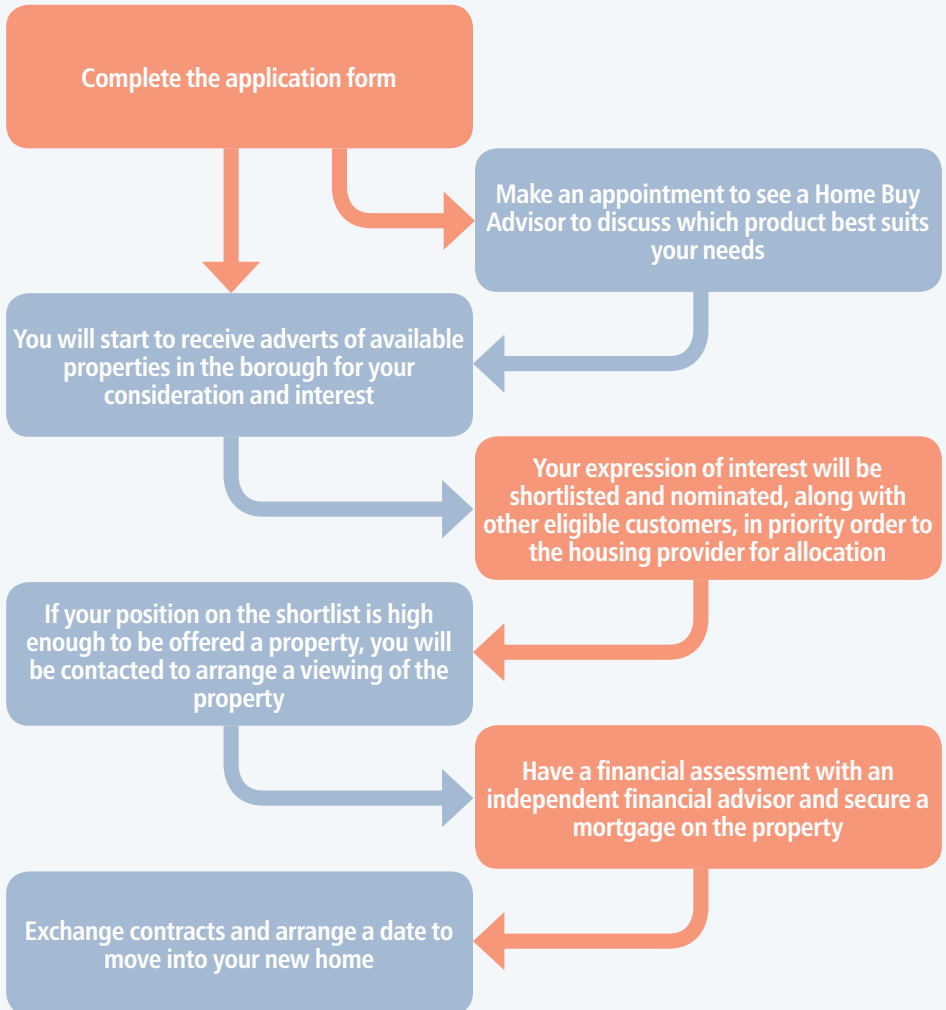 Complete the application form
Make an appointment to see a Home Buy
Advisor to discuss which product best suits
your needs
You will start to receive adverts of available
properties in the borough for your
consideration and interest
Your expression of interest will be
shortlisted and nominated, along with
other eligible customers, in priority order to
the housing provider for allocation
If your position on the shortlist is high
enough to be offered a property, you will
be contacted to arrange a viewing of the
property
Have a financial assessment with an
independent financial advisor and secure a
mortgage on the property
Exchange contracts and arrange a date to
move into your new home